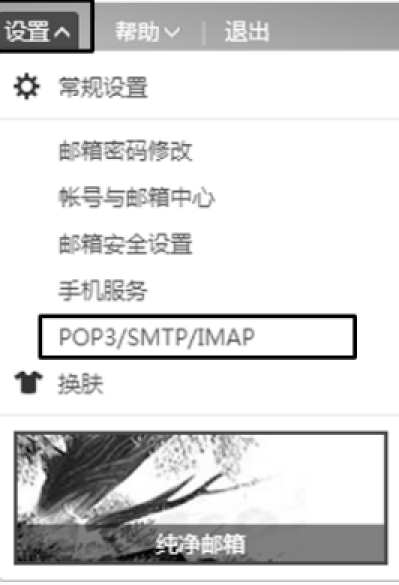 设置 帮助 | 退出
常规设置
邮箱密码修改
帐号与邮箱中心
邮箱安全设置
手机服务
POP3/SMTP/IMAP
换肤
纯净邮箱